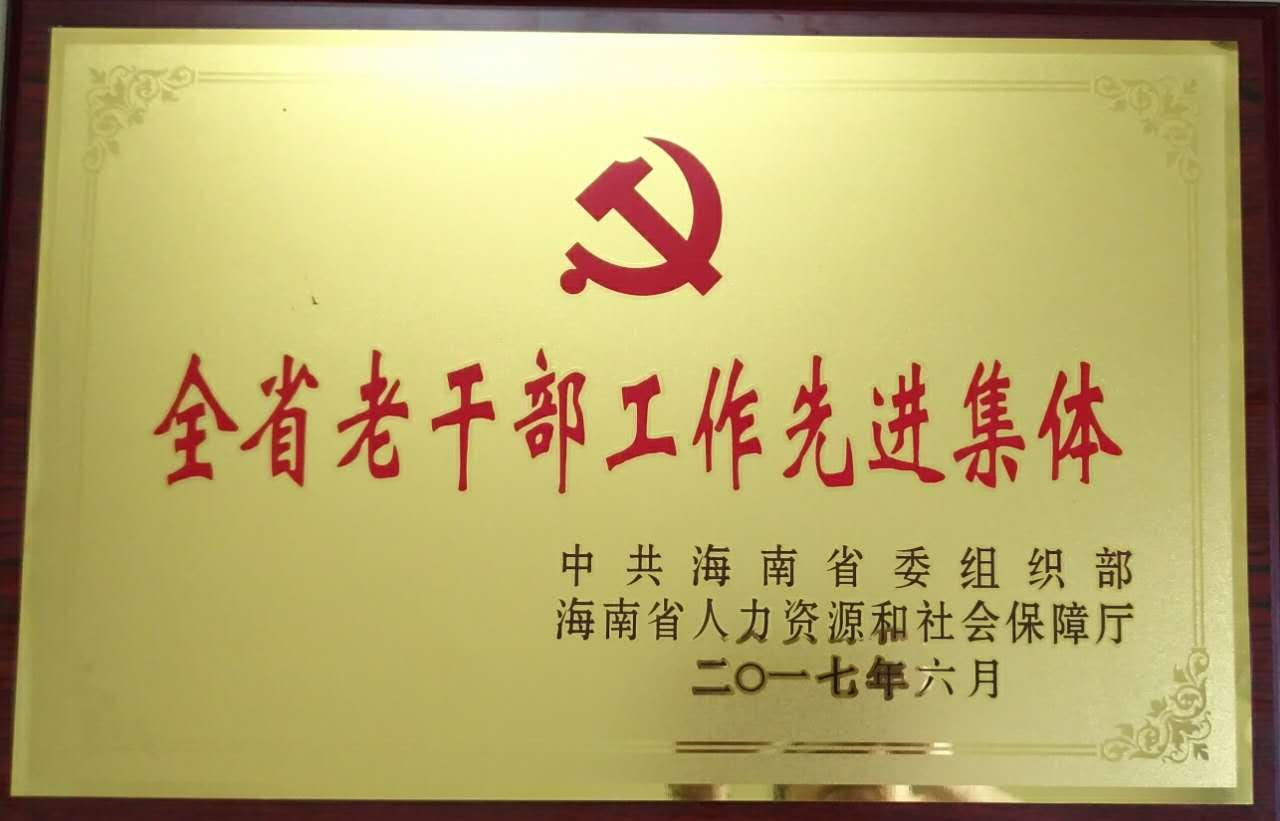 全省老干部工作先进集体
中共海南省委组织部
海南省人力资源和社会保障厅
二〇一七年六月